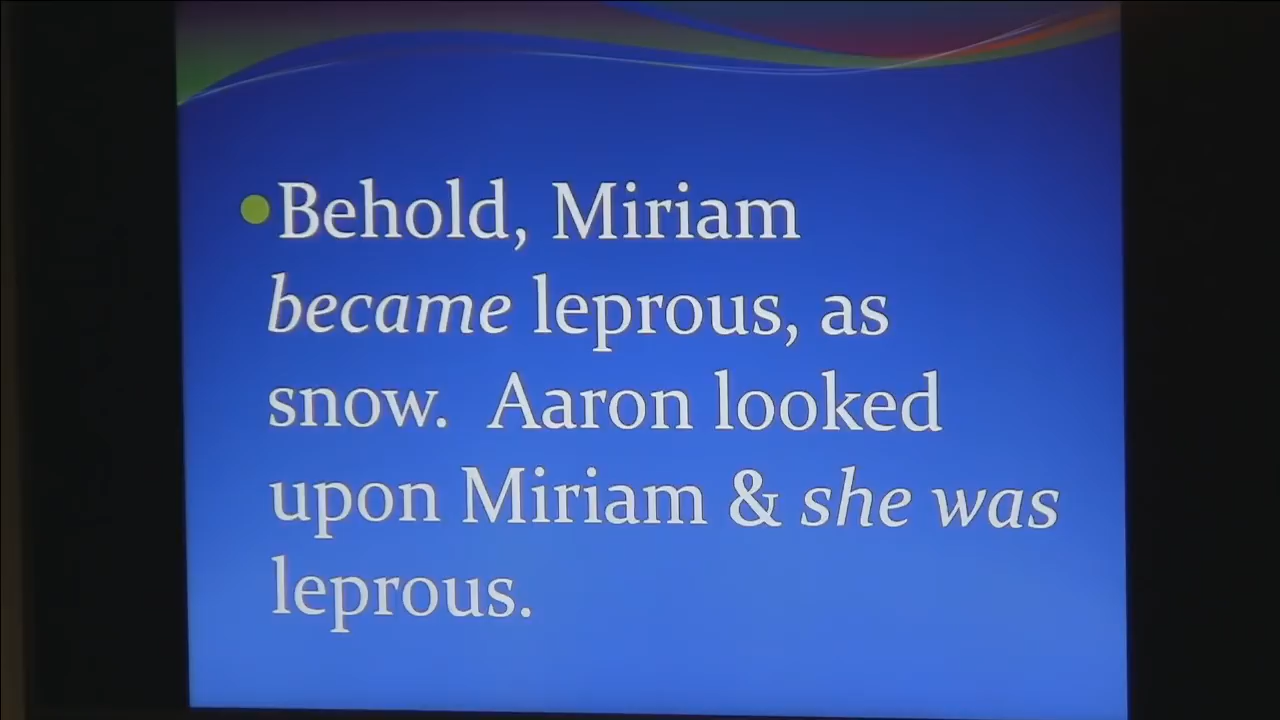 Behold, Miriam
became leprous, as
snow. Aaron looked
upon Miriam & she was
leprous.